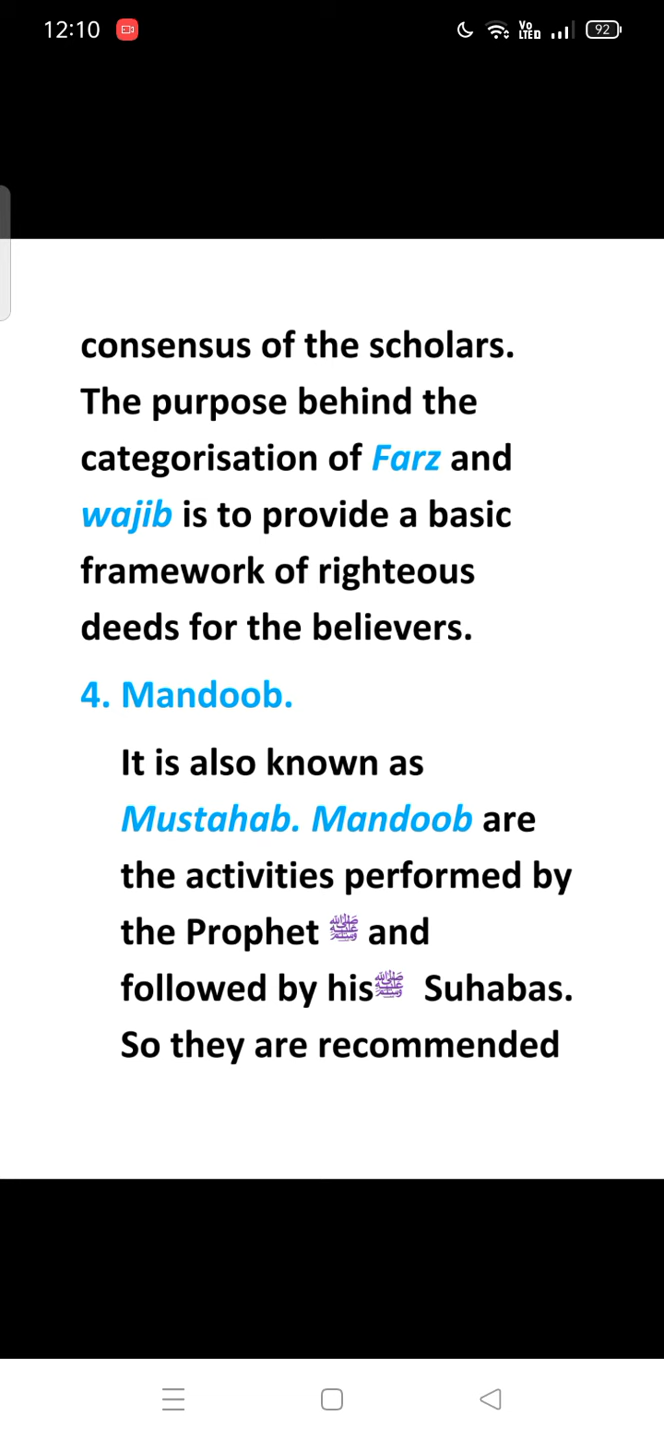 12:10
Vo
LTE
92
consensus of the scholars.
The purpose behind the
categorisation of Farz and
wajib is to provide a basic
framework of righteous
deeds for the believers.
4. Mandoob.
It is also known as
Mustahab. Mandoob are
the activities performed by
the Prophet ﷺ and
followed by hisﷺ Suhabas.
So they are recommended